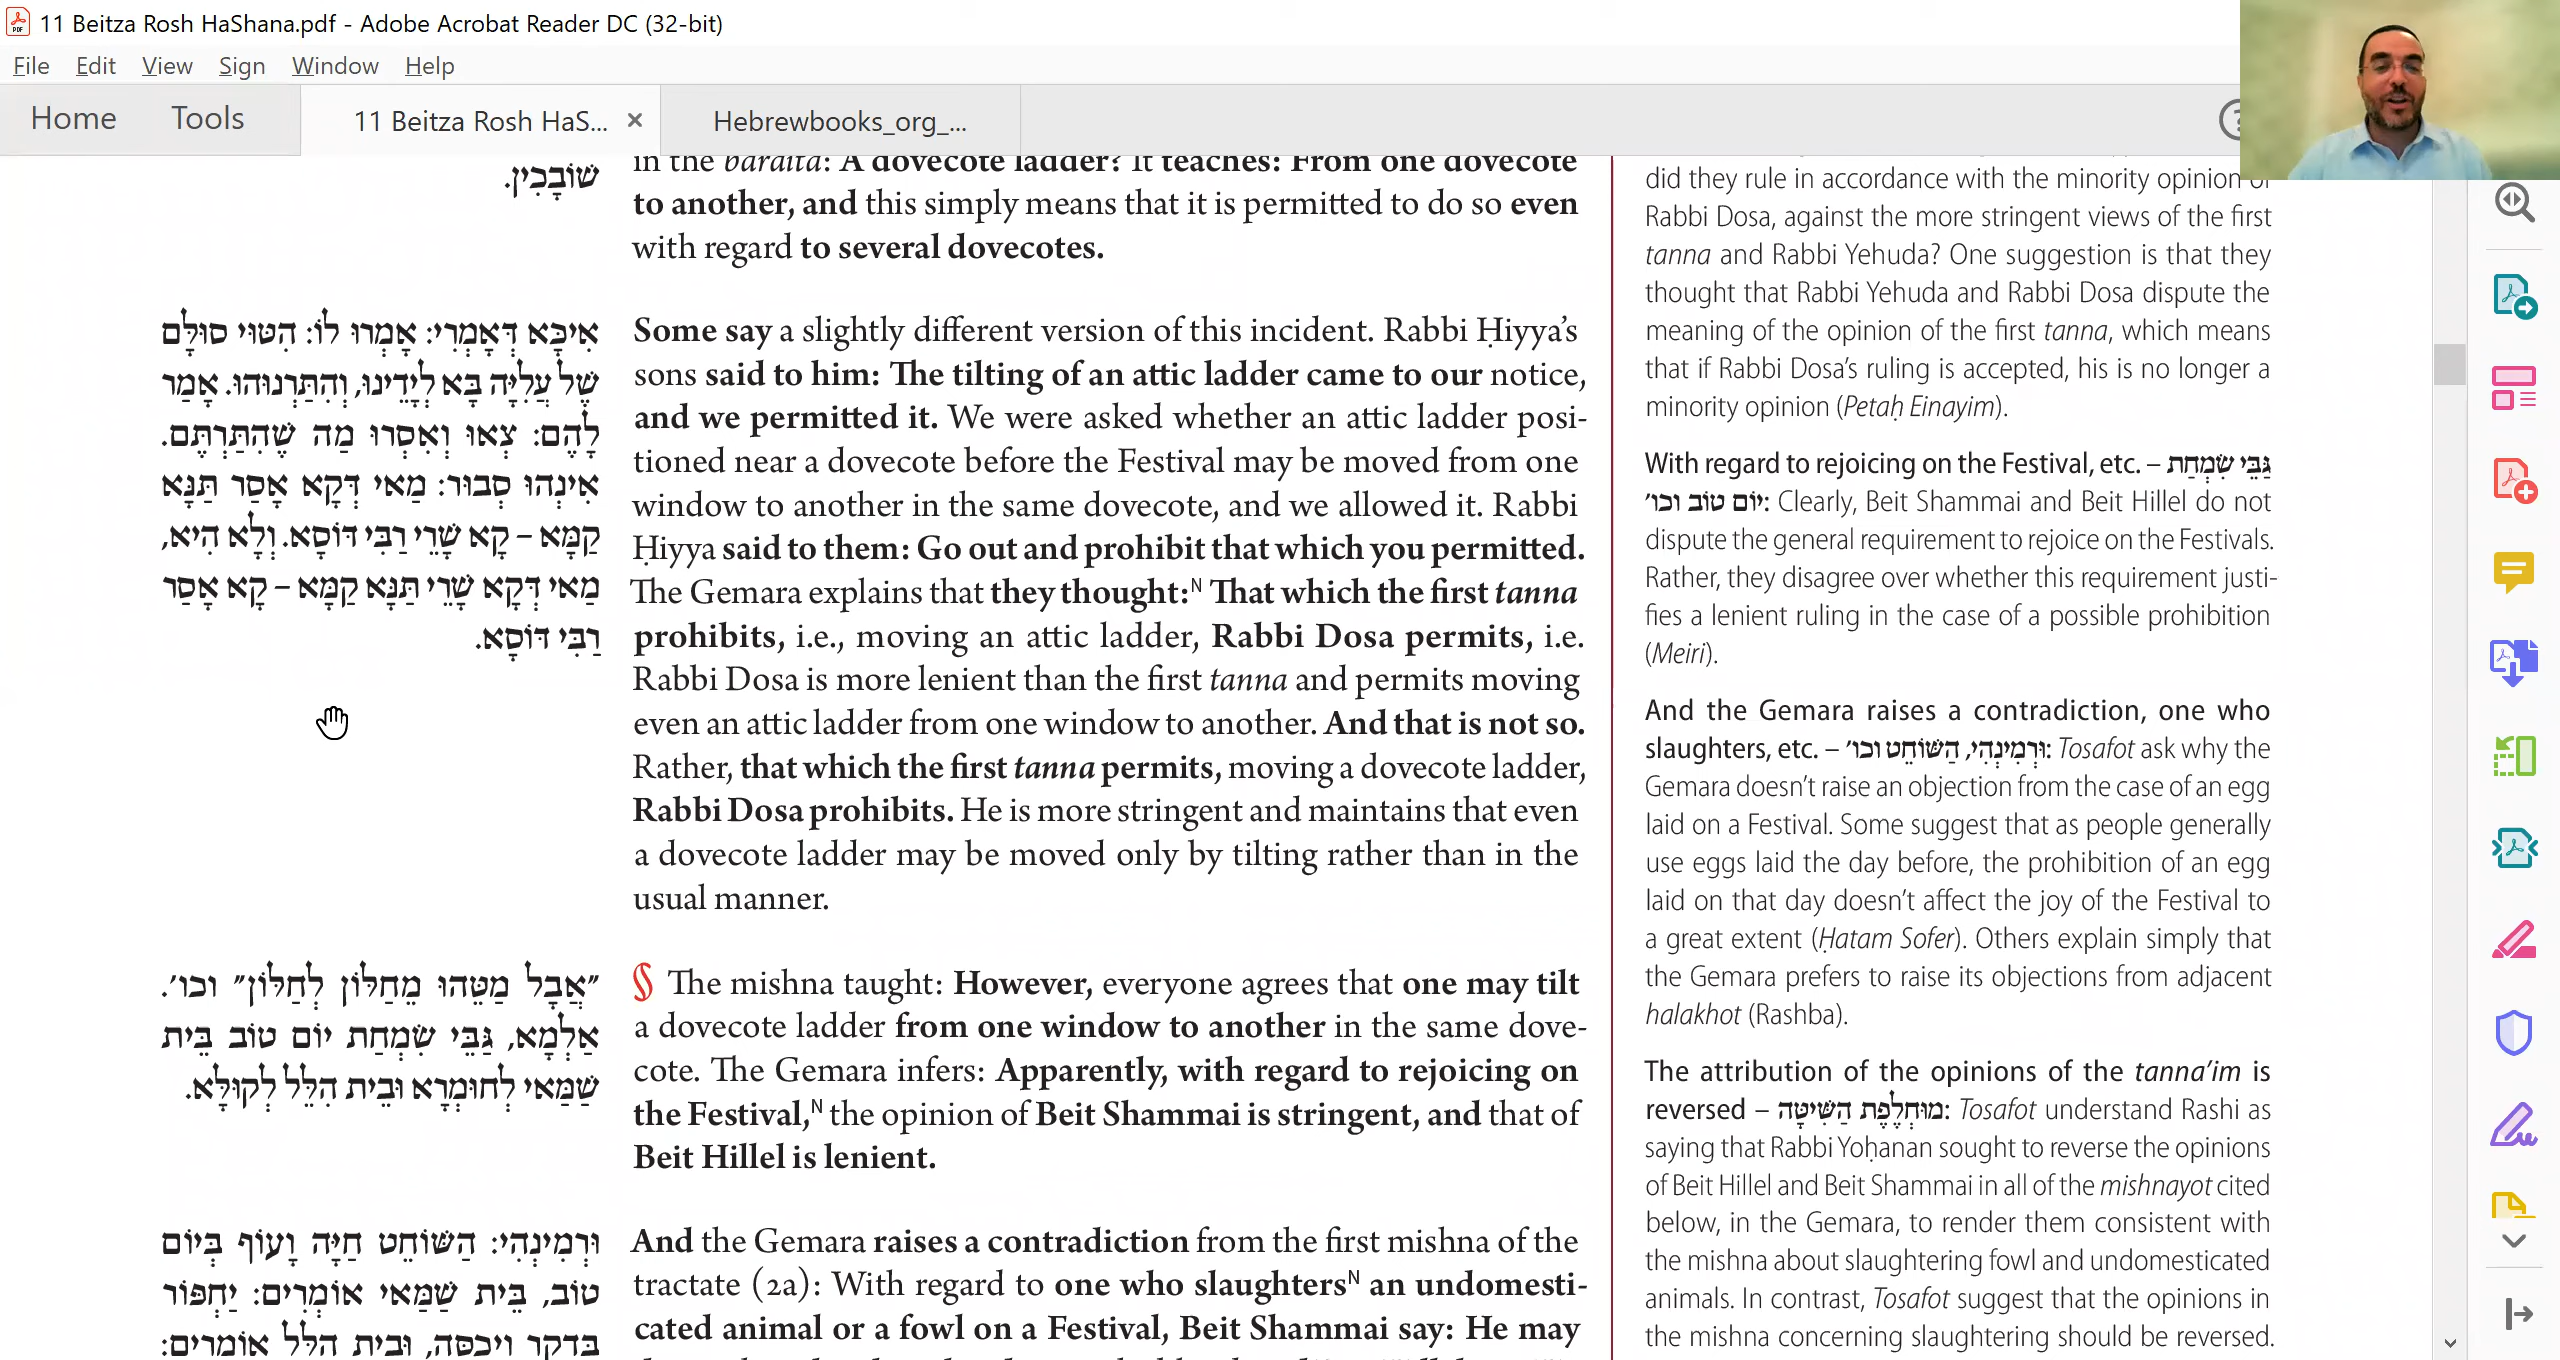 11 Beitza Rosh HaShana.pdf - Adobe Acrobat Reader DC (32-bit)
File Edit View Sign Window Help
Home Tools 11 Beitza Rosh HaS... × Hebrewbooks_org_...
שׁוֹבָכִין.
אִיכָּא דְּאָמְרִי: אָמְרוּ לוֹ: הִטּוּי סוּלָּם
שֶׁל עֲלִיָּה בָּא לְיָדֵינוּ, וְהִתַּרְנוּהוּ. אָמַר
לָהֶם: צְאוּ וְאִסְרוּ מַה שֶּׁהִתַּרְתֶּם.
אִינְהוּ סְבוּר: מַאי דְּקָא אָסַר תַּנָּא
קַמָּא – קָא שָׁרֵי רַבִּי דּוֹסָא. וְלָא הִיא,
מַאי דְּקָא שָׁרֵי תַּנָּא קַמָּא – קָא אָסַר
רַבִּי דּוֹסָא.
״אֲבָל מַטֵּהוּ מֵחַלּוֹן לְחַלּוֹן״ וכו׳.
אַלְמָא, גַּבֵּי שִׂמְחַת יוֹם טוֹב בֵּית
שַׁמַּאי לְחוּמְרָא וּבֵית הִלֵּל לְקוּלָּא.
וּרְמִינְהִי: הַשּׁוֹחֵט חַיָּה וָעוֹף בְּיוֹם
טוֹב, בֵּית שַׁמַּאי אוֹמְרִים: יַחְפּוֹר
בְּדֶקֶר וִיכַסֶּה, וּבֵית הִלֵּל אוֹמְרִים:
in the baraita: A dovecote ladder? It teaches: From one dovecote
to another, and this simply means that it is permitted to do so even
with regard to several dovecotes.
Some say a slightly different version of this incident. Rabbi Ḥiyya’s
sons said to him: The tilting of an attic ladder came to our notice,
and we permitted it. We were asked whether an attic ladder posi-
tioned near a dovecote before the Festival may be moved from one
window to another in the same dovecote, and we allowed it. Rabbi
Ḥiyya said to them: Go out and prohibit that which you permitted.
The Gemara explains that they thought:N That which the first tanna
prohibits, i.e., moving an attic ladder, Rabbi Dosa permits, i.e.
Rabbi Dosa is more lenient than the first tanna and permits moving
even an attic ladder from one window to another. And that is not so.
Rather, that which the first tanna permits, moving a dovecote ladder,
Rabbi Dosa prohibits. He is more stringent and maintains that even
a dovecote ladder may be moved only by tilting rather than in the
usual manner.
§ The mishna taught: However, everyone agrees that one may tilt
a dovecote ladder from one window to another in the same dove-
cote. The Gemara infers: Apparently, with regard to rejoicing on
the Festival,N the opinion of Beit Shammai is stringent, and that of
Beit Hillel is lenient.
And the Gemara raises a contradiction from the first mishna of the
tractate (2a): With regard to one who slaughtersN an undomesti-
cated animal or a fowl on a Festival, Beit Shammai say: He may
did they rule in accordance with the minority opinion of
Rabbi Dosa, against the more stringent views of the first
tanna and Rabbi Yehuda? One suggestion is that they
thought that Rabbi Yehuda and Rabbi Dosa dispute the
meaning of the opinion of the first tanna, which means
that if Rabbi Dosa’s ruling is accepted, his is no longer a
minority opinion (Petaḥ Einayim).
With regard to rejoicing on the Festival, etc. – גַּבֵּי שִׂמְחַת
יוֹם טוֹב וכו׳: Clearly, Beit Shammai and Beit Hillel do not
dispute the general requirement to rejoice on the Festivals.
Rather, they disagree over whether this requirement justi-
fies a lenient ruling in the case of a possible prohibition
(Meiri).
And the Gemara raises a contradiction, one who
slaughters, etc. – וּרְמִינְהִי, הַשּׁוֹחֵט וכו׳: Tosafot ask why the
Gemara doesn’t raise an objection from the case of an egg
laid on a Festival. Some suggest that as people generally
use eggs laid the day before, the prohibition of an egg
laid on that day doesn’t affect the joy of the Festival to
a great extent (Ḥatam Sofer). Others explain simply that
the Gemara prefers to raise its objections from adjacent
halakhot (Rashba).
The attribution of the opinions of the tanna’im is
reversed – מוּחְלֶפֶת הַשִּׁיטָּה: Tosafot understand Rashi as
saying that Rabbi Yoḥanan sought to reverse the opinions
of Beit Hillel and Beit Shammai in all of the mishnayot cited
below, in the Gemara, to render them consistent with
the mishna about slaughtering fowl and undomesticated
animals. In contrast, Tosafot suggest that the opinions in
the mishna concerning slaughtering should be reversed.